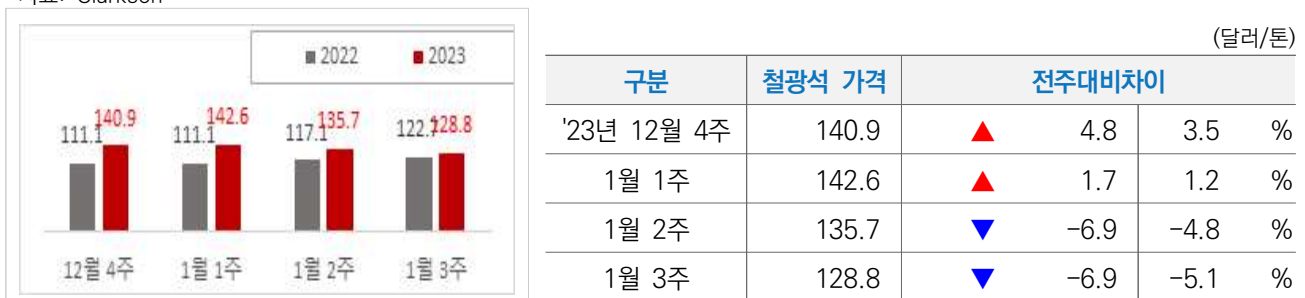 ■ 2022 ■ 2023
111.1 140.9 111.1 142.6 117.1 135.7 122.7 128.8
12월 4주 1월 1주 1월 2주 1월 3주
(달러/톤)
구분 철광석 가격 전주대비차이
'23년 12월 4주 140.9 ▲ 4.8 3.5 %
1월 1주 142.6 ▲ 1.7 1.2 %
1월 2주 135.7 ▼ -6.9 -4.8 %
1월 3주 128.8 ▼ -6.9 -5.1 %